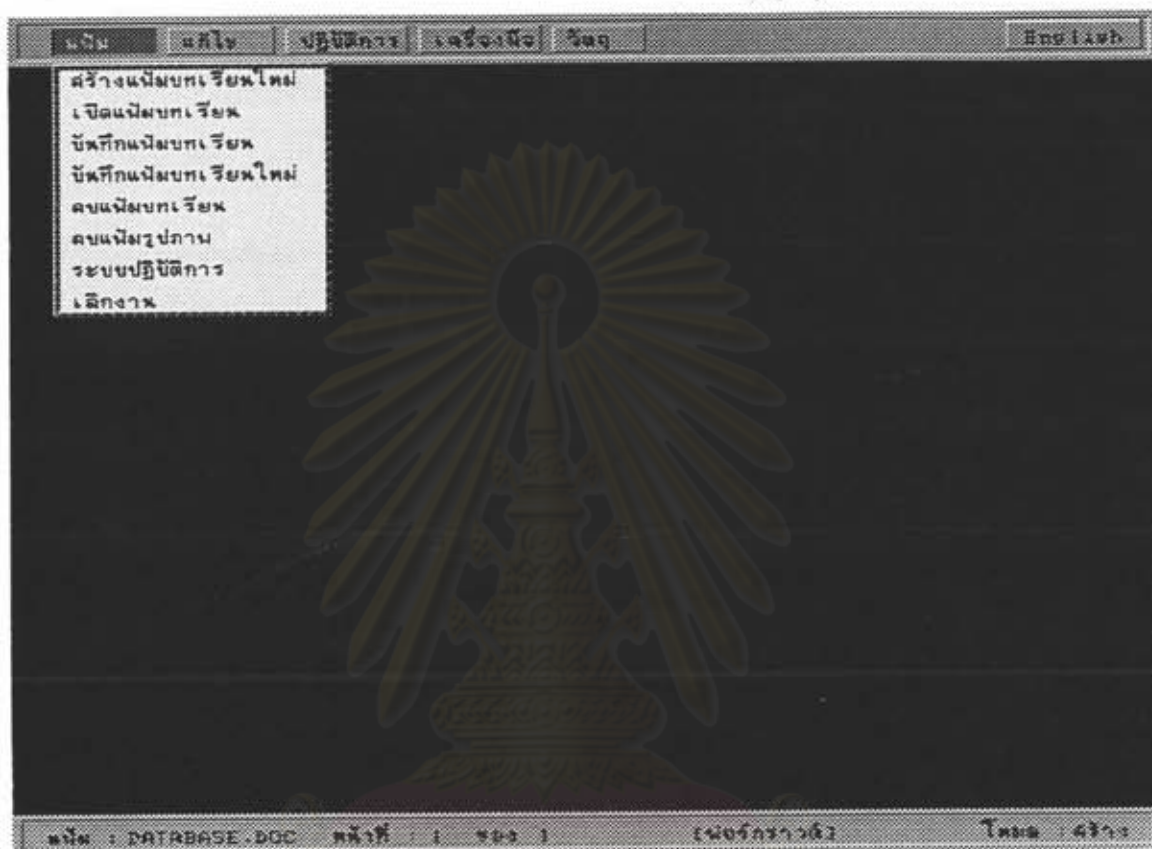 แฟ้ม แก้ไข ปฏิบัติการ เครื่องมือ วัตถุ English
สร้างแฟ้มบทเรียนใหม่
เปิดแฟ้มบทเรียน
บันทึกแฟ้มบทเรียน
บันทึกแฟ้มบทเรียนใหม่
ลบแฟ้มบทเรียน
ลบแฟ้มรูปภาพ
ระบบปฏิบัติการ
เลิกงาน
แฟ้ม : DATABASE.DOC หน้าที่ : 1 ของ 1 [ฟอร์กราวด์] โหมด : สร้าง